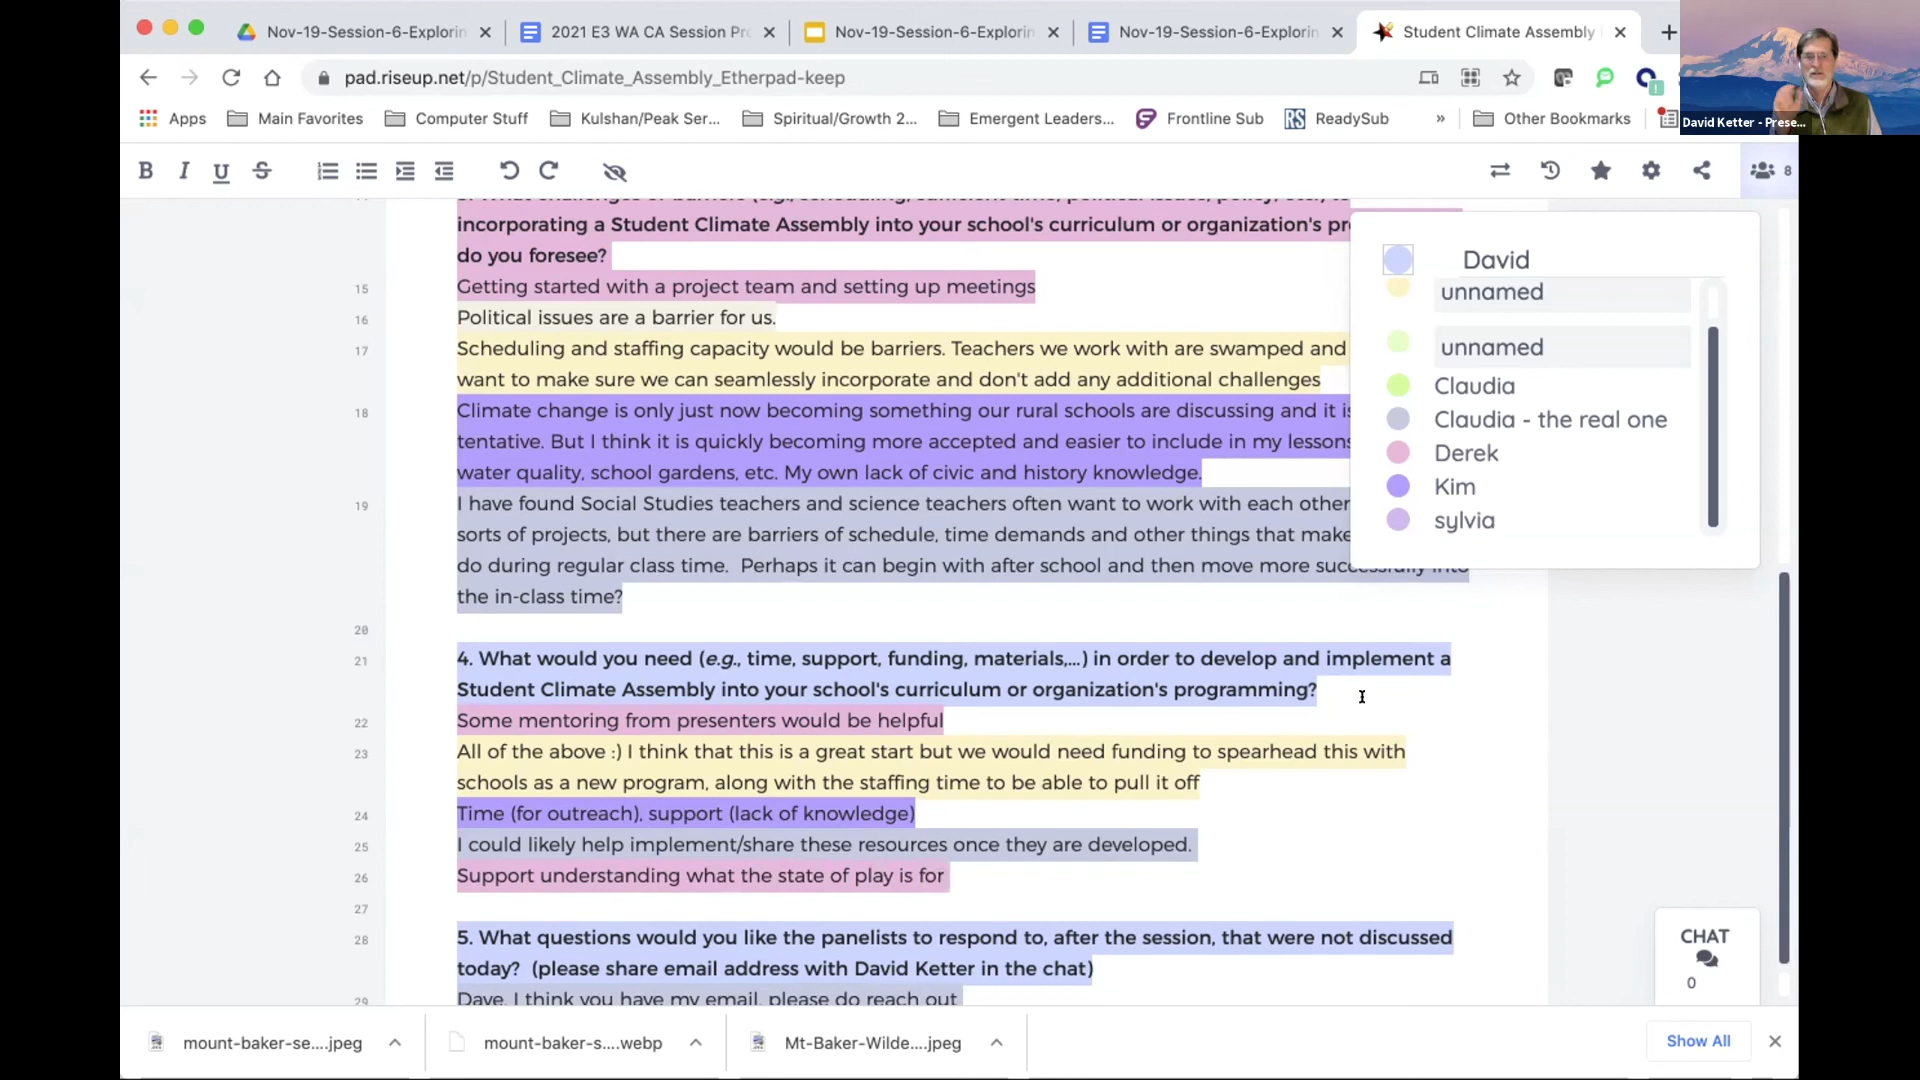 Nov-19-Session-6-Explorin
2021 E3 WA CA Session Pr
Nov-19-Session-6-Explorin
Nov-19-Session-6-Explorin
Student Climate Assembly
pad.riseup.net/p/Student_Climate_Assembly_Etherpad-keep
Apps
Main Favorites
Computer Stuff
Kulshan/Peak Ser...
Spiritual/Growth 2...
Emergent Leaders...
Frontline Sub
RS ReadySub
»
Other Bookmarks
David Ketter - Prese...
B I U S
8
incorporating a Student Climate Assembly into your school's curriculum or organization's pr
do you foresee?
15 Getting started with a project team and setting up meetings
16 Political issues are a barrier for us.
17 Scheduling and staffing capacity would be barriers. Teachers we work with are swamped and
want to make sure we can seamlessly incorporate and don't add any additional challenges
18 Climate change is only just now becoming something our rural schools are discussing and it is
tentative. But I think it is quickly becoming more accepted and easier to include in my lessons
water quality, school gardens, etc. My own lack of civic and history knowledge.
19 I have found Social Studies teachers and science teachers often want to work with each other
sorts of projects, but there are barriers of schedule, time demands and other things that make
do during regular class time. Perhaps it can begin with after school and then move more successfully into
the in-class time?
20
21 4. What would you need (e.g., time, support, funding, materials,...) in order to develop and implement a
Student Climate Assembly into your school's curriculum or organization's programming?
22 Some mentoring from presenters would be helpful
23 All of the above :) I think that this is a great start but we would need funding to spearhead this with
schools as a new program, along with the staffing time to be able to pull it off
24 Time (for outreach), support (lack of knowledge)
25 I could likely help implement/share these resources once they are developed.
26 Support understanding what the state of play is for
27
28 5. What questions would you like the panelists to respond to, after the session, that were not discussed
today? (please share email address with David Ketter in the chat)
29 Dave, I think you have my email, please do reach out
David
unnamed
unnamed
Claudia
Claudia - the real one
Derek
Kim
sylvia
CHAT
0
mount-baker-se....jpeg
mount-baker-s....webp
Mt-Baker-Wilde....jpeg
Show All